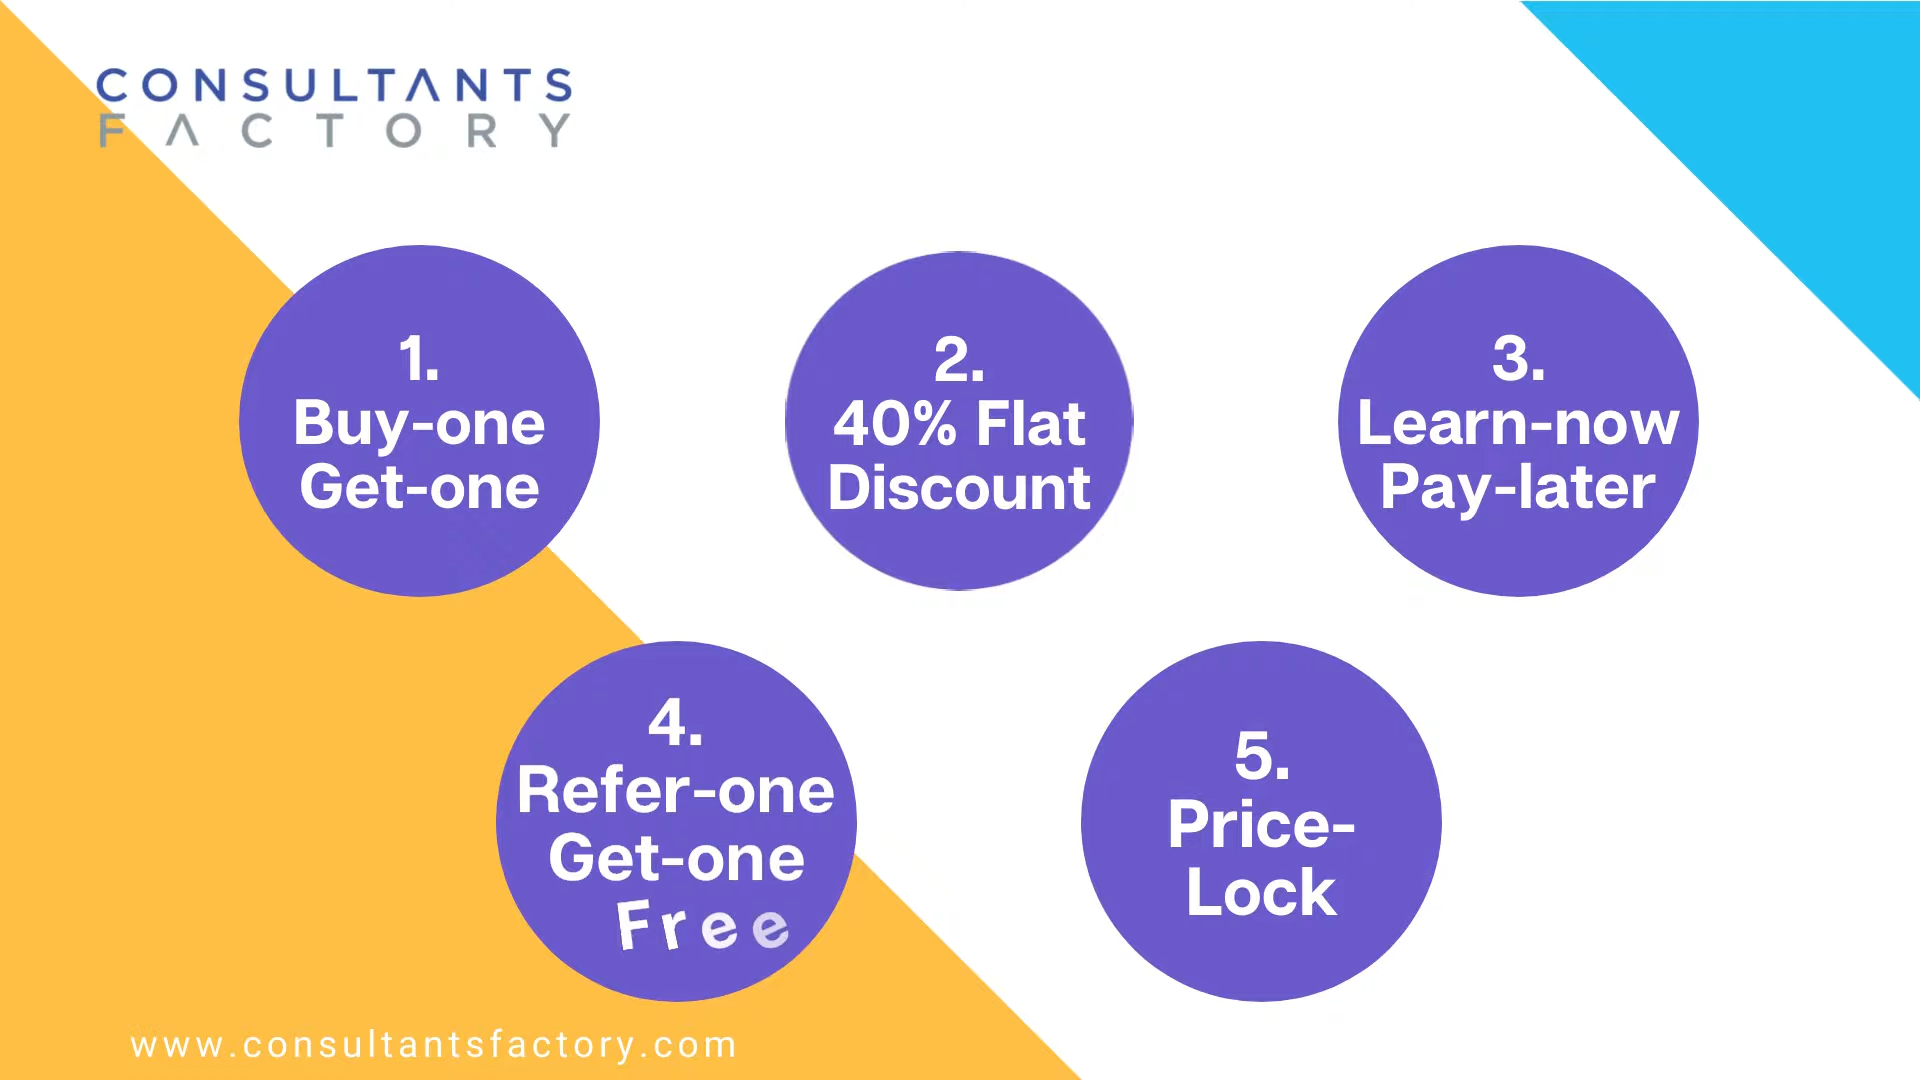 CONSULTANTS
FACTORY
1.
Buy-one
Get-one
2.
40% Flat
Discount
3.
Learn-now
Pay-later
4.
Refer-one
Get-one
Free
5.
Price-
Lock
www.consultantsfactory.com